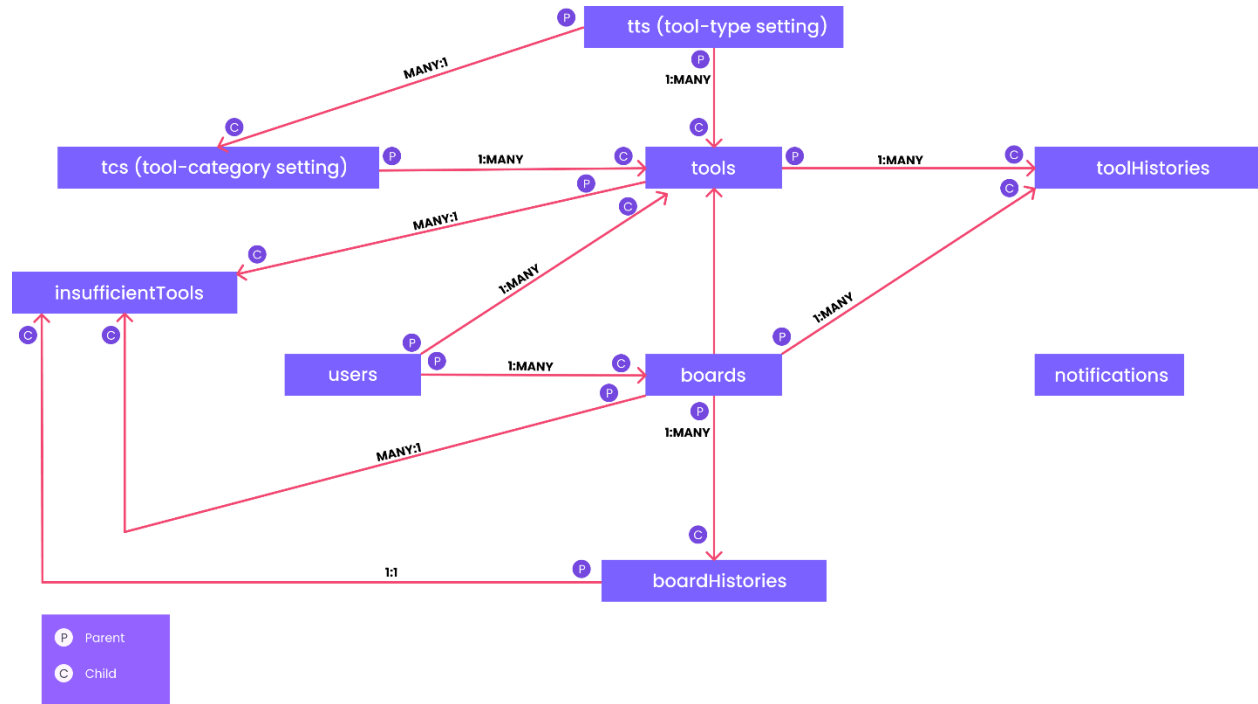 P
tts (tool-type setting)
MANY:1
P
1:MANY
C
C
tcs (tool-category setting)
P
1:MANY
C
tools
P
1:MANY
C
toolHistories
P
C
C
MANY:1
C
1:MANY
1:MANY
insufficientTools
C
C
P
P
P
users
1:MANY
C
boards
notifications
P
P
1:MANY
MANY:1
C
boardHistories
P
1:1
P Parent
C Child